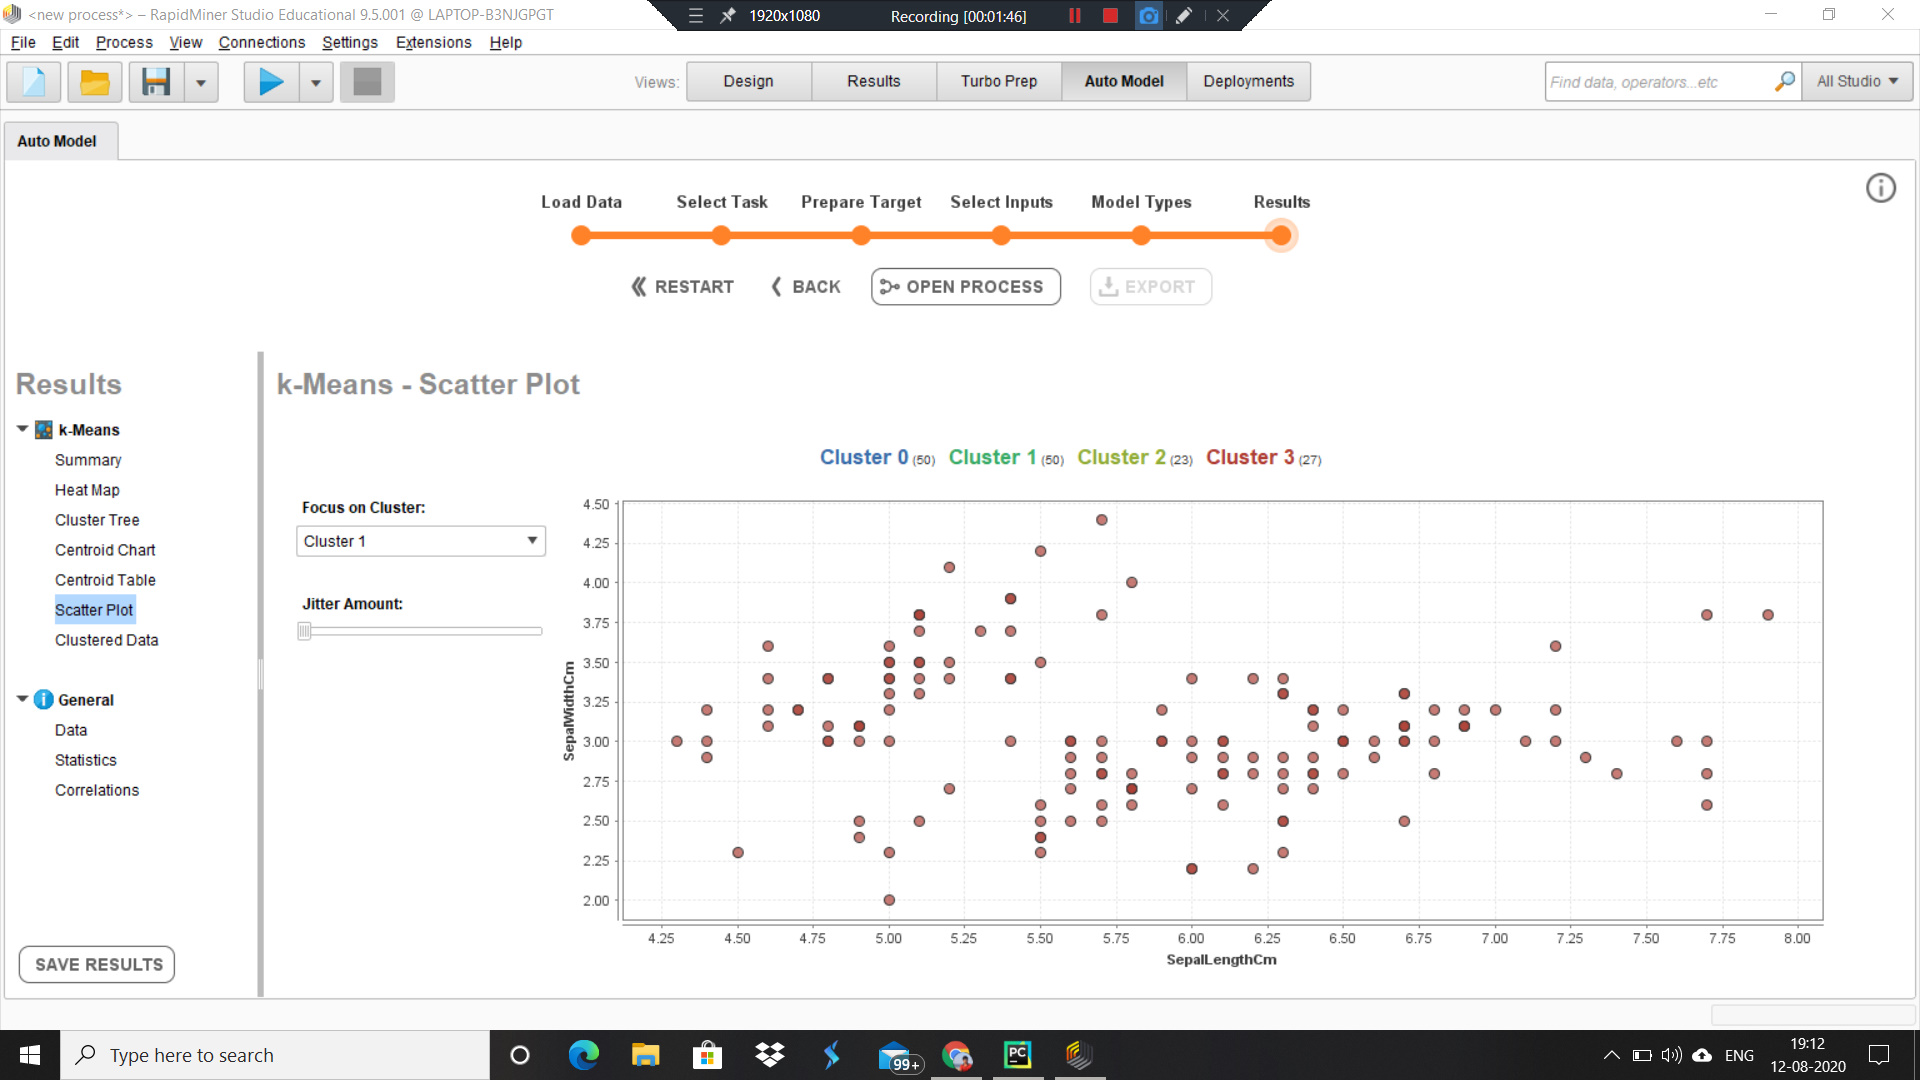 <new process*> – RapidMiner Studio Educational 9.5.001 @ LAPTOP-B3NJGPGT
1920x1080
Recording [00:01:46]
File Edit Process View Connections Settings Extensions Help
Views:
Design
Results
Turbo Prep
Auto Model
Deployments
Find data, operators...etc
All Studio
Auto Model
Load Data
Select Task
Prepare Target
Select Inputs
Model Types
Results
RESTART
BACK
OPEN PROCESS
EXPORT
Results
k-Means
Summary
Heat Map
Cluster Tree
Centroid Chart
Centroid Table
Scatter Plot
Clustered Data
General
Data
Statistics
Correlations
SAVE RESULTS
k-Means - Scatter Plot
Cluster 0 (50) Cluster 1 (50) Cluster 2 (23) Cluster 3 (27)
Focus on Cluster:
Cluster 1
Jitter Amount:
SepalWidthCm
4.50
4.25
4.00
3.75
3.50
3.25
3.00
2.75
2.50
2.25
2.00
4.25 4.50 4.75 5.00 5.25 5.50 5.75 6.00 6.25 6.50 6.75 7.00 7.25 7.50 7.75 8.00
SepalLengthCm
Type here to search
99+
PC
ENG
19:12
12-08-2020